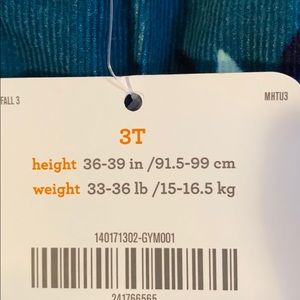 FALL 3
MHTU3
3T
height 36-39 in /91.5-99 cm
weight 33-36 lb /15-16.5 kg
140171302-GYM001
241766565